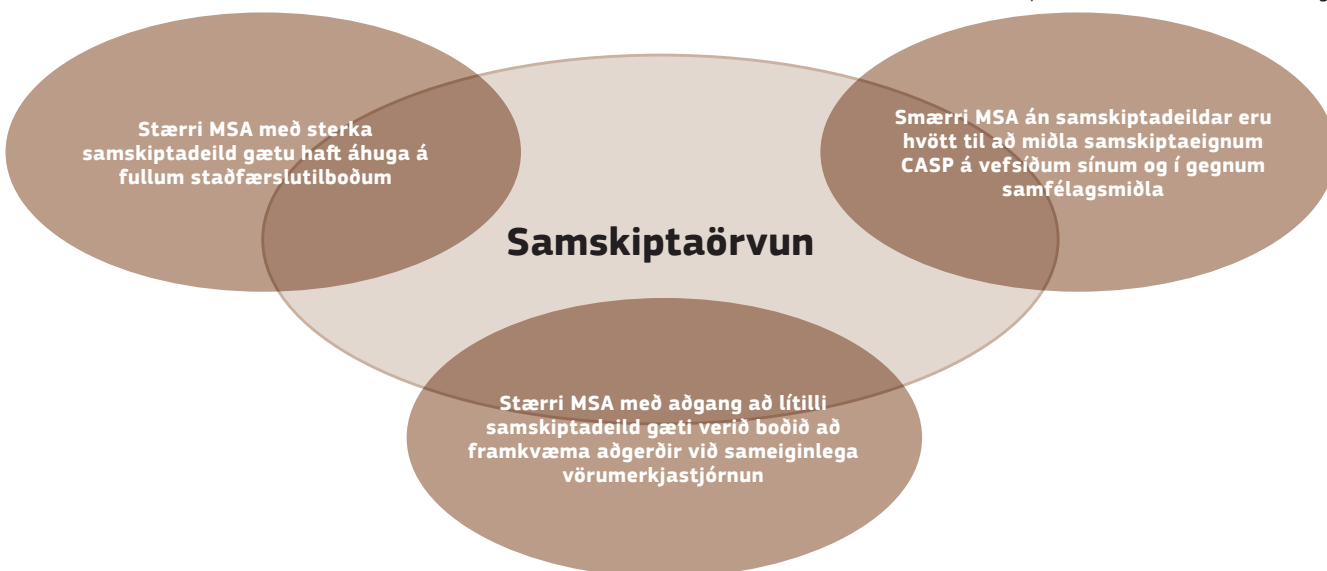 Stærri MSA með sterka
samskiptadeild gætu haft áhuga á
fullum staðfærslutilboðum
Smærri MSA án samskiptadeildar eru
hvött til að miðla samskiptaeignum
CASP á vefsíðum sínum og í gegnum
samfélagsmiðla
Samskiptaörvun
Stærri MSA með aðgang að lítilli
samskiptadeild gæti verið boðið að
framkvæma aðgerðir við sameiginlega
vörumerkjastjórnun